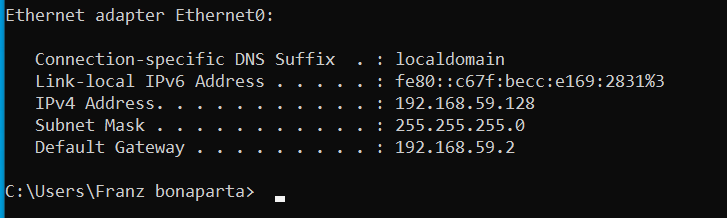 Ethernet adapter Ethernet0:
Connection-specific DNS Suffix  . : localdomain
Link-local IPv6 Address . . . . . : fe80::c67f:becc:e169:2831%3
IPv4 Address. . . . . . . . . . . : 192.168.59.128
Subnet Mask . . . . . . . . . . . : 255.255.255.0
Default Gateway . . . . . . . . . : 192.168.59.2
C:\Users\Franz bonaparta>